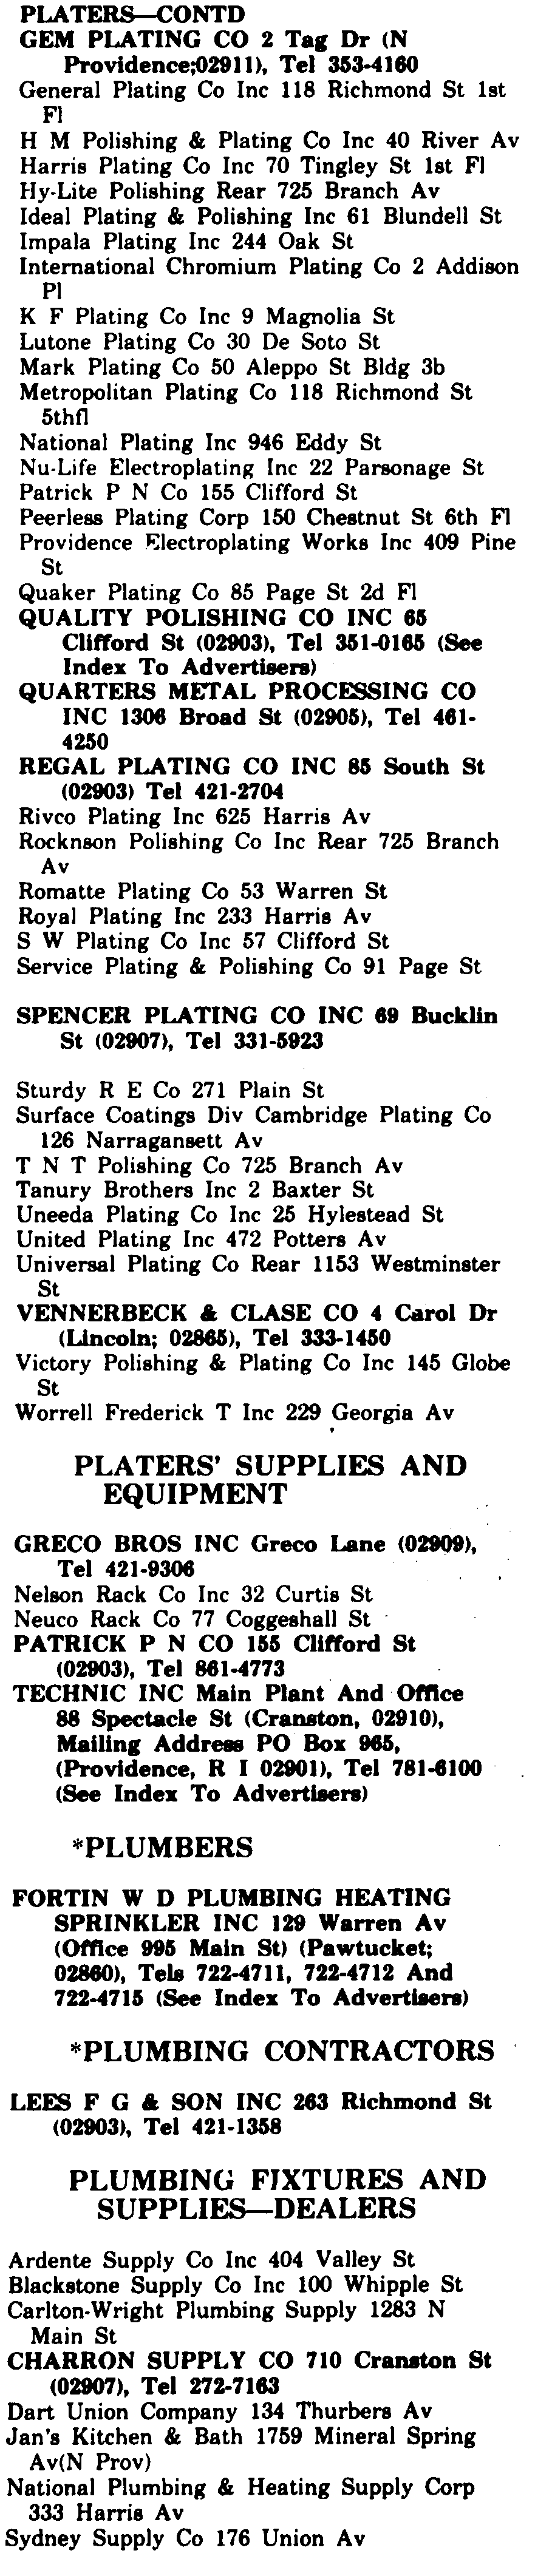 PLATERS—CONTD
GEM PLATING CO 2 Tag Dr (N
Providence;02911), Tel 353-4160
General Plating Co Inc 118 Richmond St 1st
Fl
H M Polishing & Plating Co Inc 40 River Av
Harris Plating Co Inc 70 Tingley St 1st Fl
Hy-Lite Polishing Rear 725 Branch Av
Ideal Plating & Polishing Inc 61 Blundell St
Impala Plating Inc 244 Oak St
International Chromium Plating Co 2 Addison
Pl
K F Plating Co Inc 9 Magnolia St
Lutone Plating Co 30 De Soto St
Mark Plating Co 50 Aleppo St Bldg 3b
Metropolitan Plating Co 118 Richmond St
5thfl
National Plating Inc 946 Eddy St
Nu-Life Electroplating Inc 22 Parsonage St
Patrick P N Co 155 Clifford St
Peerless Plating Corp 150 Chestnut St 6th Fl
Providence Electroplating Works Inc 409 Pine
St
Quaker Plating Co 85 Page St 2d Fl
QUALITY POLISHING CO INC 65
Clifford St (02903), Tel 351-0165 (See
Index To Advertisers)
QUARTERS METAL PROCESSING CO
INC 1306 Broad St (02905), Tel 461-
4250
REGAL PLATING CO INC 85 South St
(02903) Tel 421-2704
Rivco Plating Inc 625 Harris Av
Rocknson Polishing Co Inc Rear 725 Branch
Av
Romatte Plating Co 53 Warren St
Royal Plating Inc 233 Harris Av
S W Plating Co Inc 57 Clifford St
Service Plating & Polishing Co 91 Page St
SPENCER PLATING CO INC 69 Bucklin
St (02907), Tel 331-5923
Sturdy R E Co 271 Plain St
Surface Coatings Div Cambridge Plating Co
126 Narragansett Av
T N T Polishing Co 725 Branch Av
Tanury Brothers Inc 2 Baxter St
Uneeda Plating Co Inc 25 Hylestead St
United Plating Inc 472 Potters Av
Universal Plating Co Rear 1153 Westminster
St
VENNERBECK & CLASE CO 4 Carol Dr
(Lincoln; 02865), Tel 333-1450
Victory Polishing & Plating Co Inc 145 Globe
St
Worrell Frederick T Inc 229 Georgia Av
PLATERS' SUPPLIES AND
EQUIPMENT
GRECO BROS INC Greco Lane (02909),
Tel 421-9306
Nelson Rack Co Inc 32 Curtis St
Neuco Rack Co 77 Coggeshall St
PATRICK P N CO 155 Clifford St
(02903), Tel 861-4773
TECHNIC INC Main Plant And Office
88 Spectacle St (Cranston, 02910),
Mailing Address PO Box 965,
(Providence, R I 02901), Tel 781-6100
(See Index To Advertisers)
*PLUMBERS
FORTIN W D PLUMBING HEATING
SPRINKLER INC 129 Warren Av
(Office 995 Main St) (Pawtucket;
02860), Tels 722-4711, 722-4712 And
722-4715 (See Index To Advertisers)
*PLUMBING CONTRACTORS
LEES F G & SON INC 263 Richmond St
(02903), Tel 421-1358
PLUMBING FIXTURES AND
SUPPLIES—DEALERS
Ardente Supply Co Inc 404 Valley St
Blackstone Supply Co Inc 100 Whipple St
Carlton-Wright Plumbing Supply 1283 N
Main St
CHARRON SUPPLY CO 710 Cranston St
(02907), Tel 272-7163
Dart Union Company 134 Thurbers Av
Jan's Kitchen & Bath 1759 Mineral Spring
Av(N Prov)
National Plumbing & Heating Supply Corp
333 Harris Av
Sydney Supply Co 176 Union Av